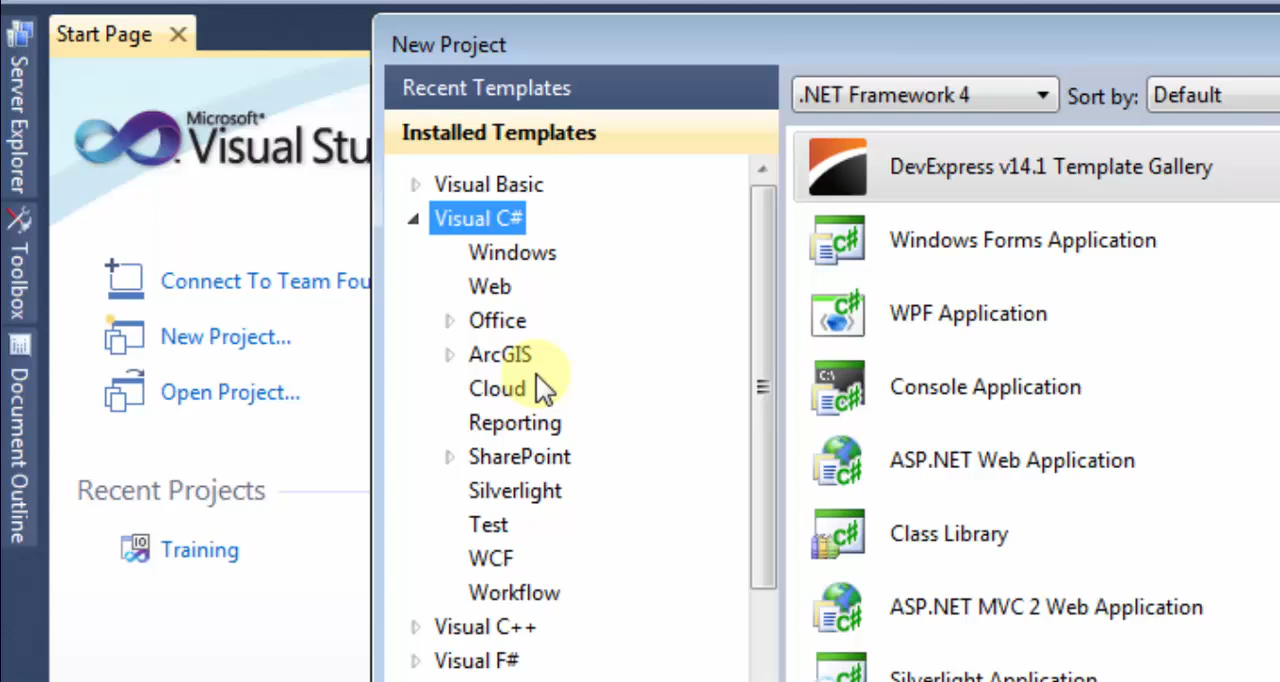 Server Explorer
Toolbox
Document Outline
Start Page
Microsoft
Visual Stu
Connect To Team Fou
New Project...
Open Project...
Recent Projects
Training
New Project
Recent Templates
Installed Templates
Visual Basic
Visual C#
Windows
Web
Office
ArcGIS
Cloud
Reporting
SharePoint
Silverlight
Test
WCF
Workflow
Visual C++
Visual F#
.NET Framework 4
Sort by:
Default
DevExpress v14.1 Template Gallery
C#
Windows Forms Application
C#
WPF Application
C:\
C#
Console Application
C#
ASP.NET Web Application
C#
Class Library
C#
ASP.NET MVC 2 Web Application
Silverlight Application